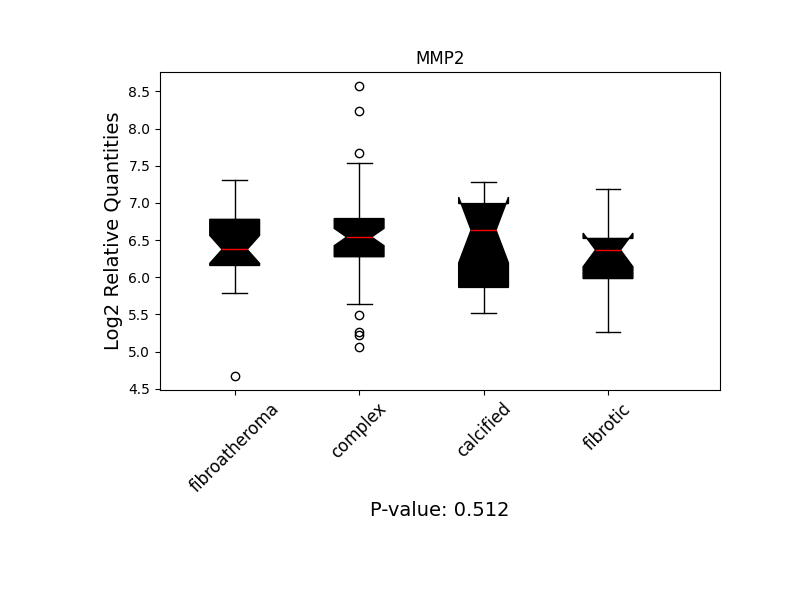 MMP2
Log2 Relative Quantities
8.5
8.0
7.5
7.0
6.5
6.0
5.5
5.0
4.5
fibroatheroma
complex
calcified
fibrotic
P-value: 0.512